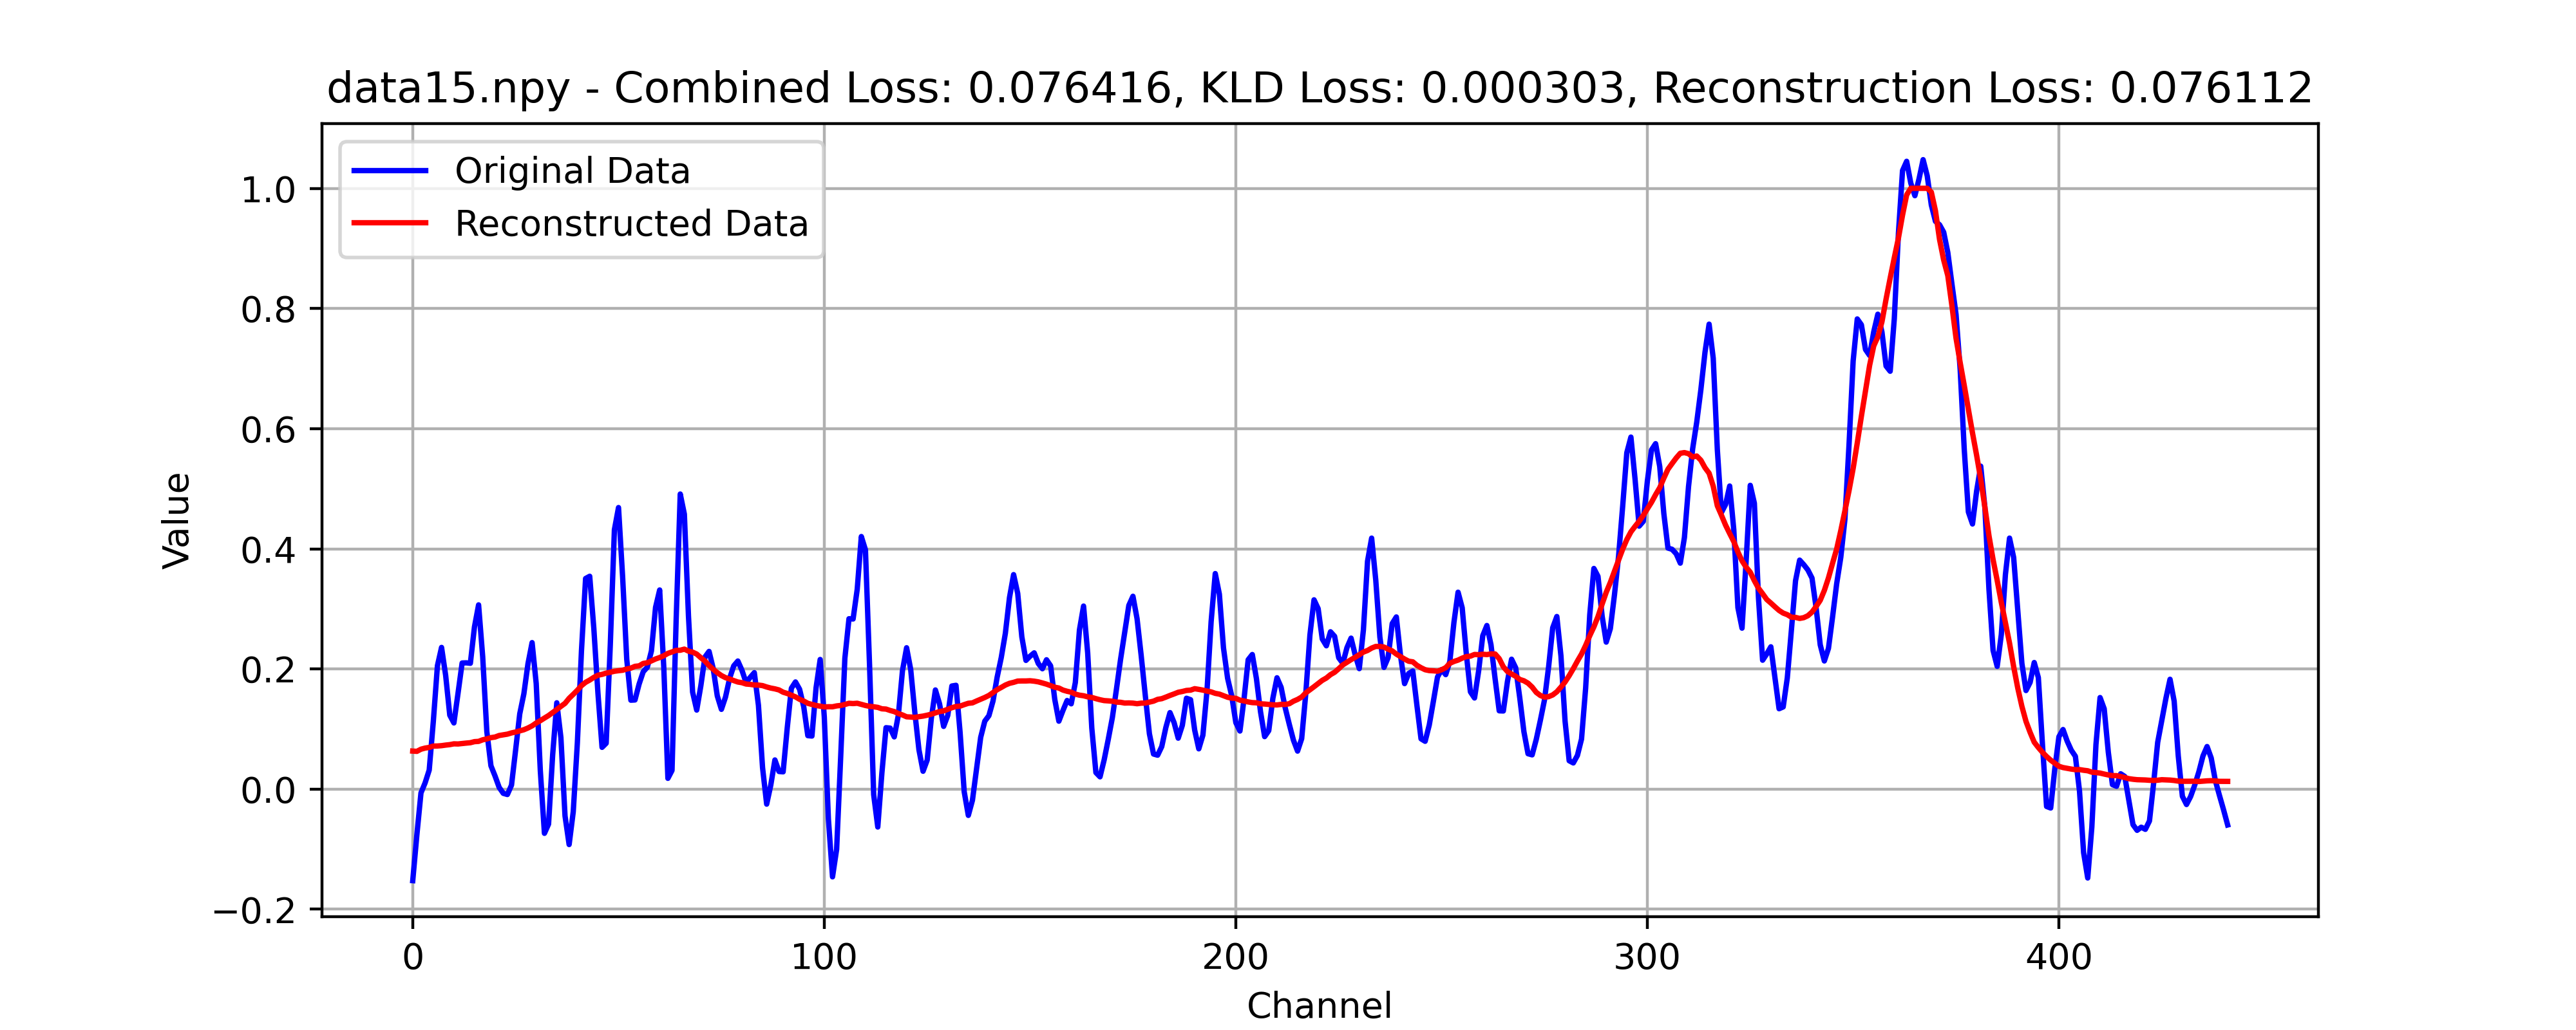 data15.npy - Combined Loss: 0.076416, KLD Loss: 0.000303, Reconstruction Loss: 0.076112
Original Data
Reconstructed Data
1.0
0.8
0.6
0.4
0.2
0.0
−0.2
Value
0 100 200 300 400
Channel